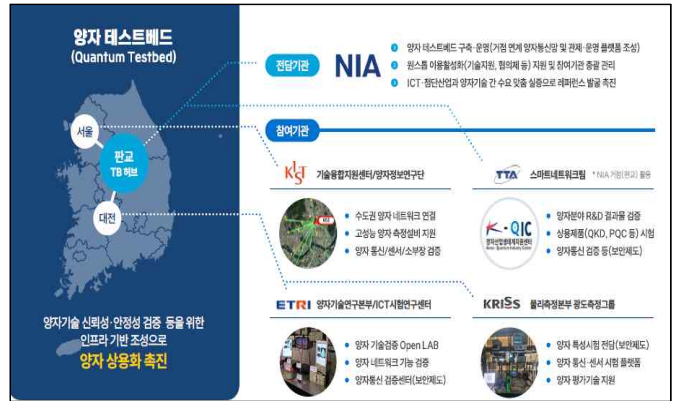 양자 테스트베드
(Quantum Testbed)
서울
판교
TB 허브
대전
양자기술 신뢰성·안정성 검증 등을 위한
인프라 기반 조성으로
양자 상용화 촉진
전담기관
NIA
양자 테스트베드 구축·운영(거점 연계 양자통신망 및 관제·운영 플랫폼 조성)
원스톱 이용활성화(기술지원, 협의체 등) 지원 및 참여기관 총괄 관리
ICT·첨단산업과 양자기술 간 수요 맞춤 실증으로 레퍼런스 발굴 촉진
참여기관
KIST 기술융합지원센터/양자정보연구단
수도권 양자 네트워크 연결
고성능 양자 측정설비 지원
양자 통신/센서/소부장 검증
TTA 스마트네트워크팀 * NIA 거점(판교) 활용
K-QIC
양자산업생태계지원센터
양자분야 R&D 결과물 검증
상용제품(QKD, PQC 등) 시험
양자통신 검증 등(보안제도)
ETRI 양자기술연구본부/ICT시험연구센터
양자 기술검증 Open LAB
양자 네트워크 기능 검증
양자통신 검증센터(보안제도)
KRISS 물리측정본부 광도측정그룹
양자 특성시험 전담(보안제도)
양자 통신·센서 시험 플랫폼
양자 평가기술 지원